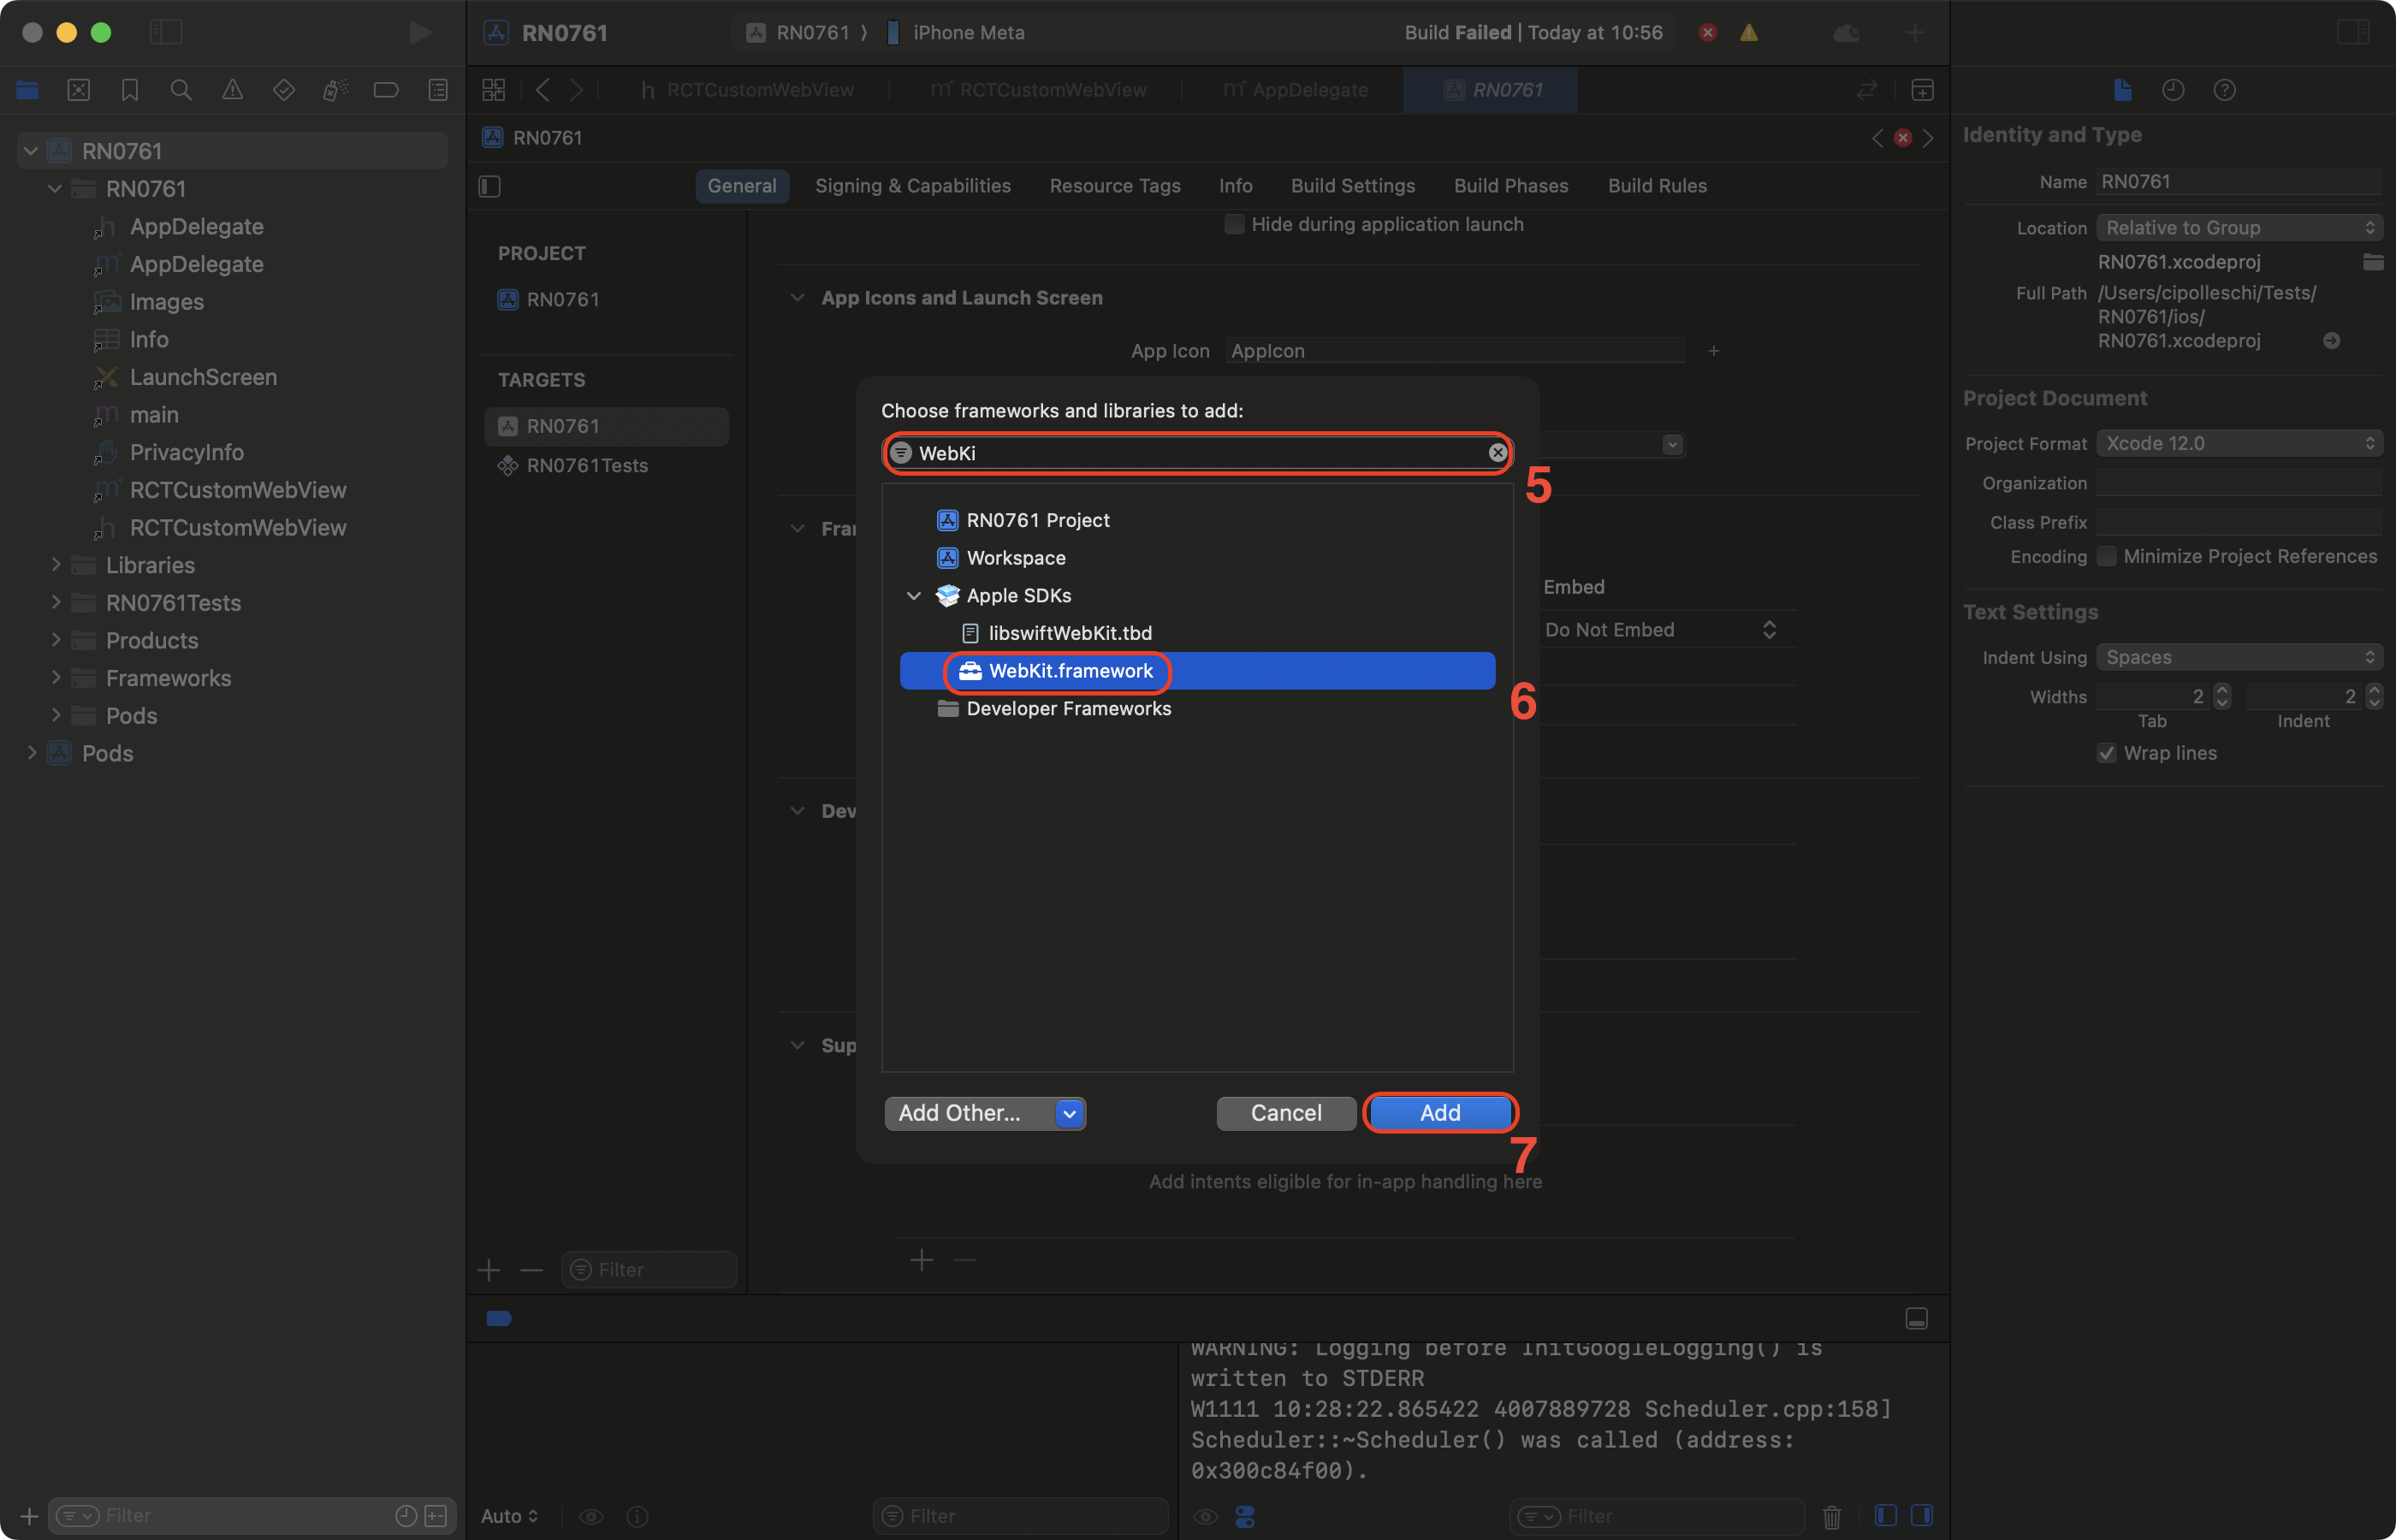 RN0761
RN0761
iPhone Meta
Build Failed | Today at 10:56
RCTCustomWebView
RCTCustomWebView
AppDelegate
RN0761
RN0761
RN0761
AppDelegate
AppDelegate
Images
Info
LaunchScreen
main
PrivacyInfo
RCTCustomWebView
RCTCustomWebView
Libraries
RN0761Tests
Products
Frameworks
Pods
Pods
Filter
RN0761
General
Signing & Capabilities
Resource Tags
Info
Build Settings
Build Phases
Build Rules
PROJECT
RN0761
TARGETS
RN0761
RN0761Tests
Filter
Hide during application launch
App Icons and Launch Screen
App Icon
AppIcon
Fra
Embed
Do Not Embed
Dev
Sup
Add intents eligible for in-app handling here
Choose frameworks and libraries to add:
WebKi
5
RN0761 Project
Workspace
Apple SDKs
libswiftWebKit.tbd
WebKit.framework
6
Developer Frameworks
Add Other...
Cancel
Add
7
Auto
Filter
WARNING: Logging before InitGoogleLogging() is
written to STDERR
W1111 10:28:22.865422 4007889728 Scheduler.cpp:158]
Scheduler::~Scheduler() was called (address:
0x300c84f00).
Filter
Identity and Type
Name
RN0761
Location
Relative to Group
RN0761.xcodeproj
Full Path
/Users/cipolleschi/Tests/
RN0761/ios/
RN0761.xcodeproj
Project Document
Project Format
Xcode 12.0
Organization
Class Prefix
Encoding
Minimize Project References
Text Settings
Indent Using
Spaces
Widths
2
2
Tab
Indent
Wrap lines